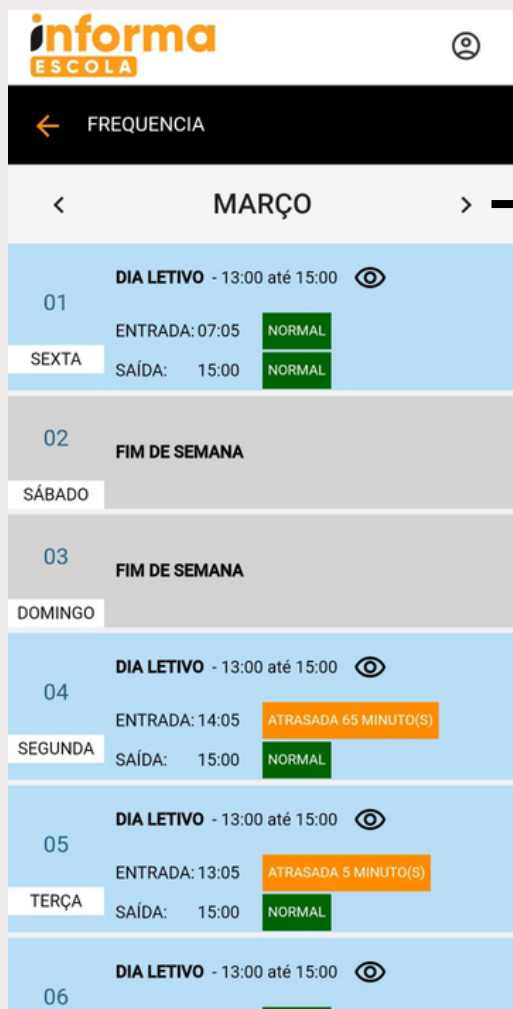 informa
ESCOLA
FREQUENCIA
MARÇO
01
SEXTA
DIA LETIVO - 13:00 até 15:00
ENTRADA: 07:05 NORMAL
SAÍDA: 15:00 NORMAL
02
SÁBADO
FIM DE SEMANA
03
DOMINGO
FIM DE SEMANA
04
SEGUNDA
DIA LETIVO - 13:00 até 15:00
ENTRADA: 14:05 ATRASADA 65 MINUTO(S)
SAÍDA: 15:00 NORMAL
05
TERÇA
DIA LETIVO - 13:00 até 15:00
ENTRADA: 13:05 ATRASADA 5 MINUTO(S)
SAÍDA: 15:00 NORMAL
06
DIA LETIVO - 13:00 até 15:00